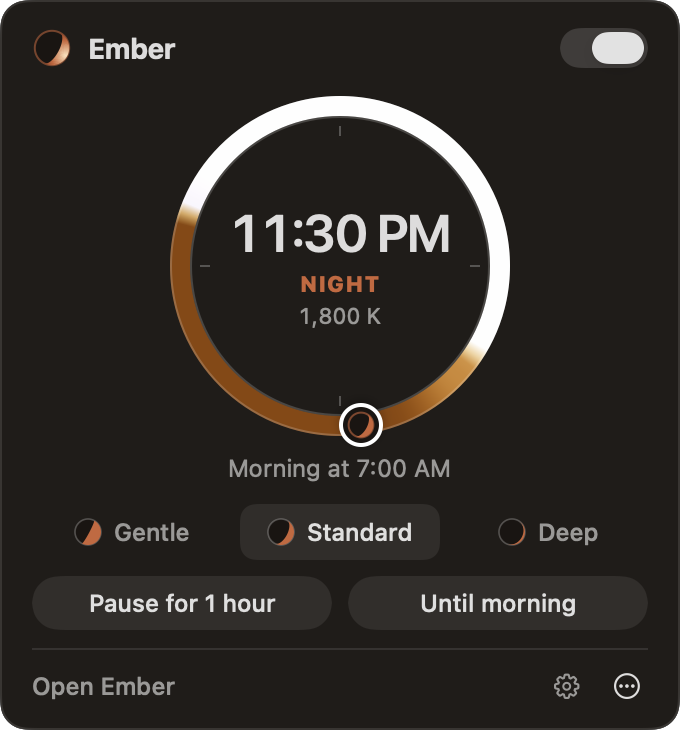 Ember
11:30 PM
NIGHT
1,800 K
Morning at 7:00 AM
Gentle
Standard
Deep
Pause for 1 hour
Until morning
Open Ember